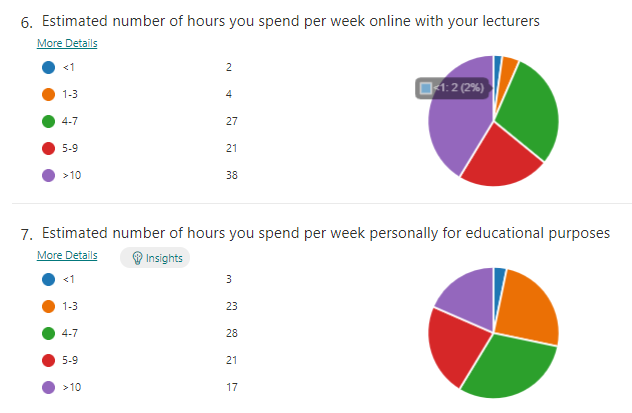 6. Estimated number of hours you spend per week online with your lecturers
More Details
<1 2
1-3 4
4-7 27
5-9 21
>10 38
<1: 2 (2%)
7. Estimated number of hours you spend per week personally for educational purposes
More Details Insights
<1 3
1-3 23
4-7 28
5-9 21
>10 17